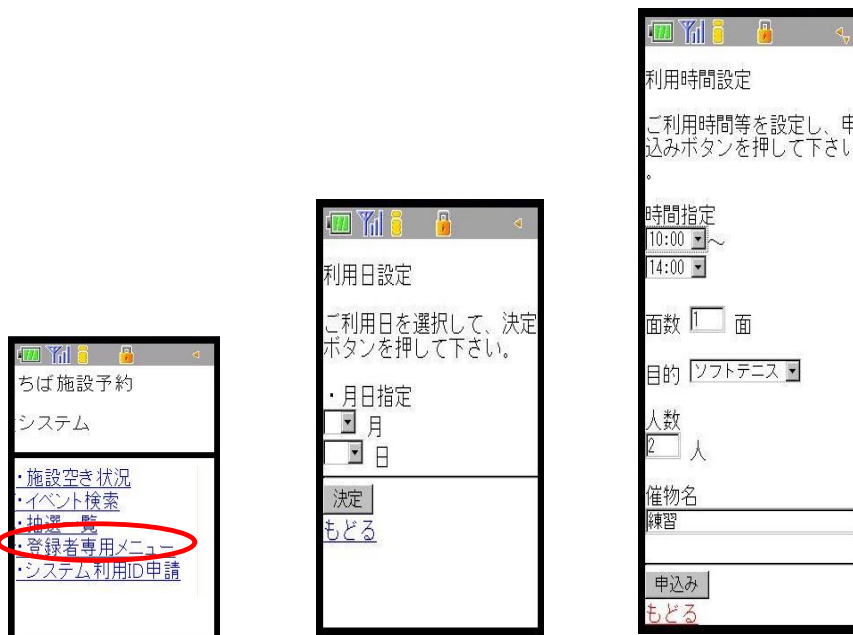 ちば施設予約
システム
・施設空き状況
・イベント検索
・抽選一覧
・登録者専用メニュー
・システム利用ID申請
利用日設定
ご利用日を選択して、決定
ボタンを押して下さい。
・月日指定
月
日
決定
もどる
利用時間設定
ご利用時間等を設定し、申
込みボタンを押して下さい
。
時間指定
10:00 ～
14:00
面数 1 面
目的 ソフトテニス
人数
2 人
催物名
練習
申込み
もどる